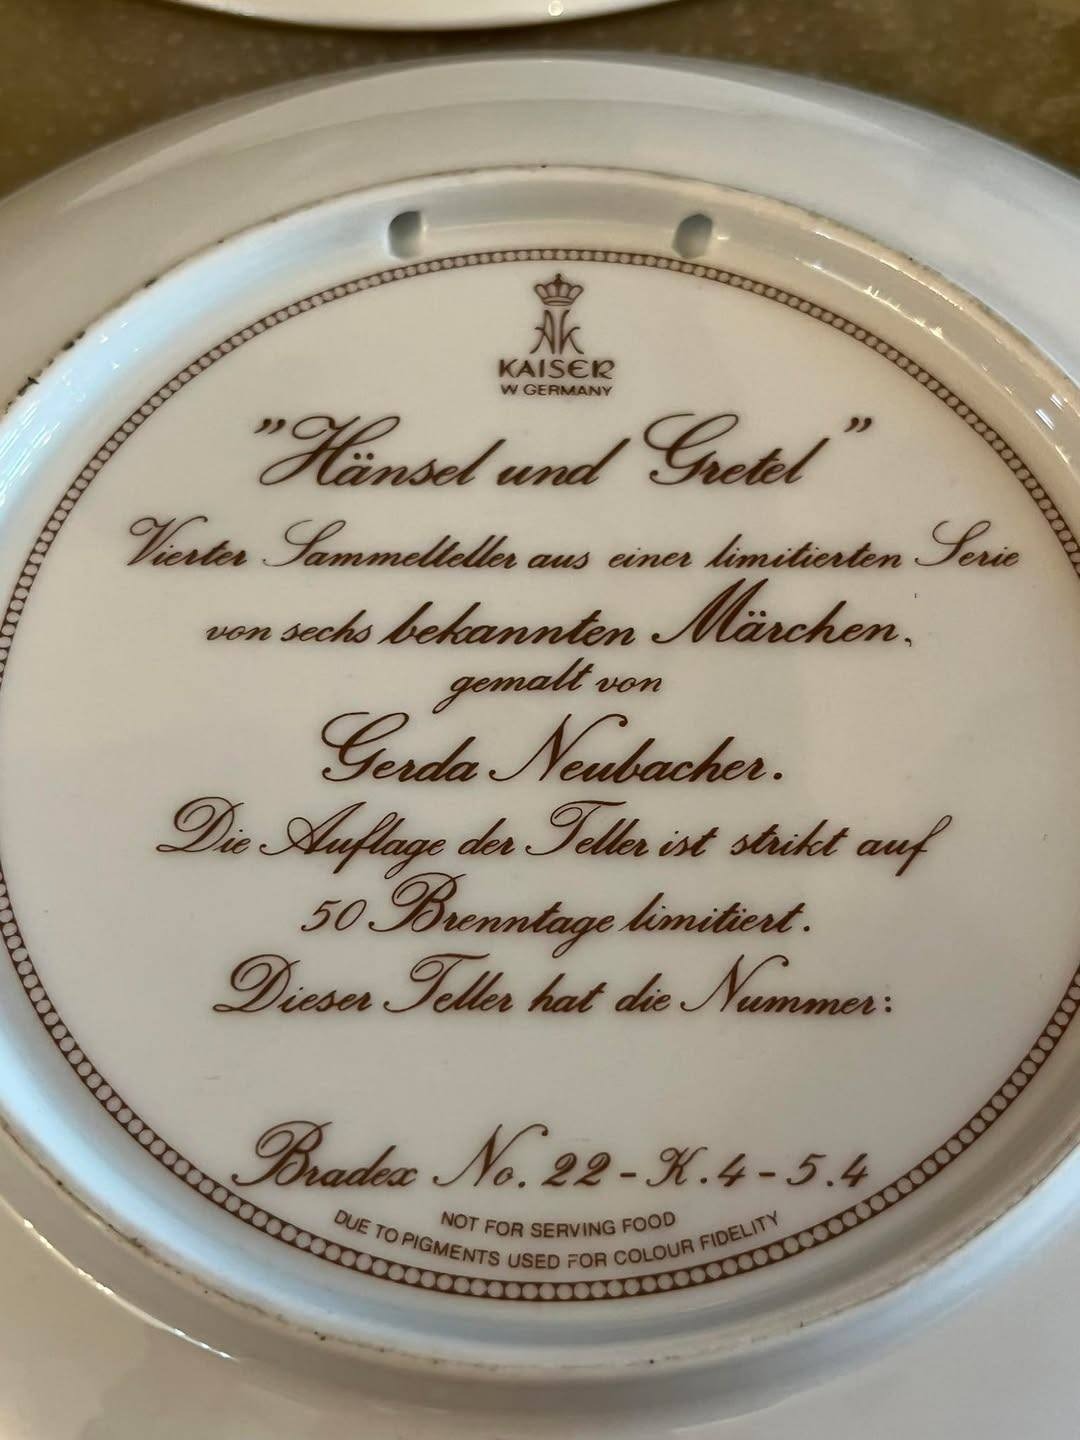 AK
KAISER
W GERMANY
"Hänsel und Gretel"
Vierter Sammelteller aus einer limitierten Serie
von sechs bekannten Märchen,
gemalt von
Gerda Neubacher.
Die Auflage der Teller ist strikt auf
50 Brenntage limitiert.
Dieser Teller hat die Nummer:
Bradex No. 22-K.4-5.4
NOT FOR SERVING FOOD
DUE TO PIGMENTS USED FOR COLOUR FIDELITY